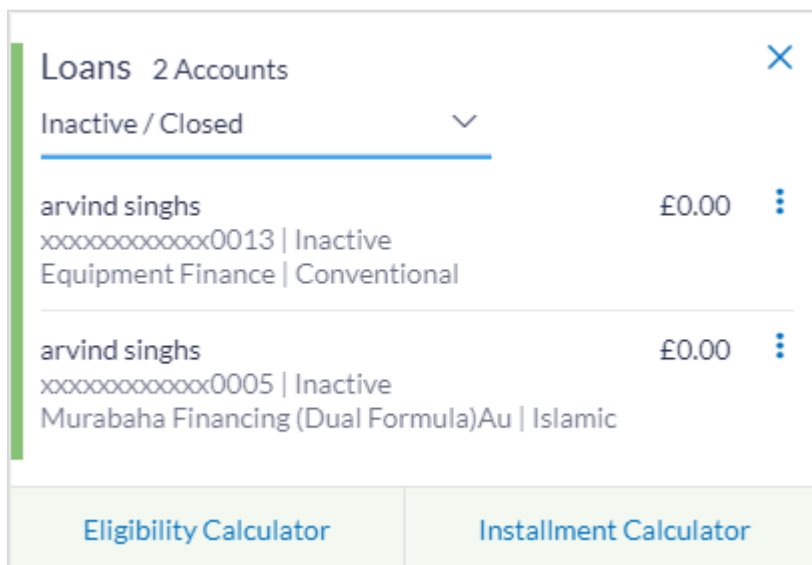 Loans 2 Accounts
Inactive / Closed
arvind singhs £0.00
xxxxxxxxxxxx0013 | Inactive
Equipment Finance | Conventional
arvind singhs £0.00
xxxxxxxxxxxx0005 | Inactive
Murabaha Financing (Dual Formula)Au | Islamic
Eligibility Calculator Installment Calculator